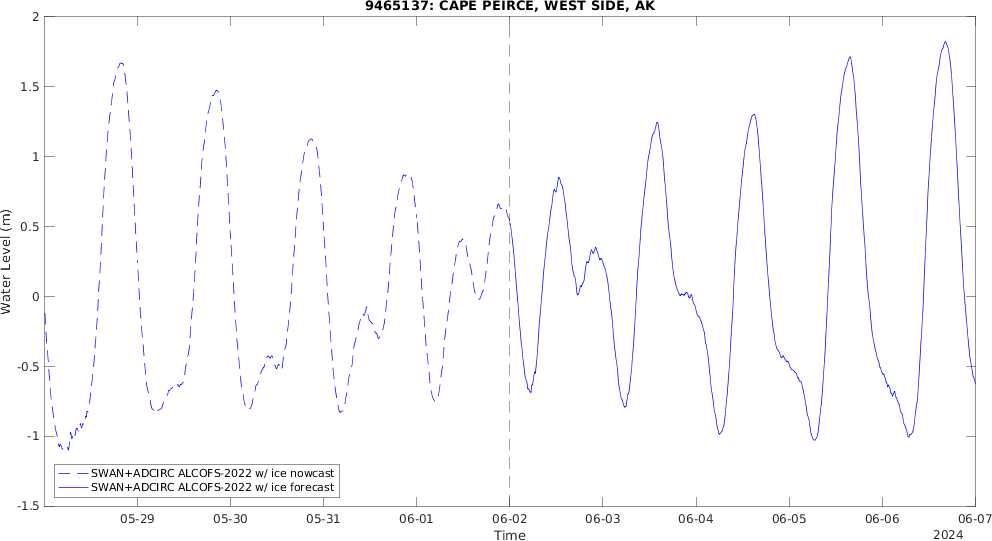 9465137: CAPE PEIRCE, WEST SIDE, AK
Water Level (m)
2
1.5
1
0.5
0
-0.5
-1
-1.5
SWAN+ADCIRC ALCOFS-2022 w/ ice nowcast
SWAN+ADCIRC ALCOFS-2022 w/ ice forecast
05-29 05-30 05-31 06-01 06-02 06-03 06-04 06-05 06-06 06-07
Time
2024